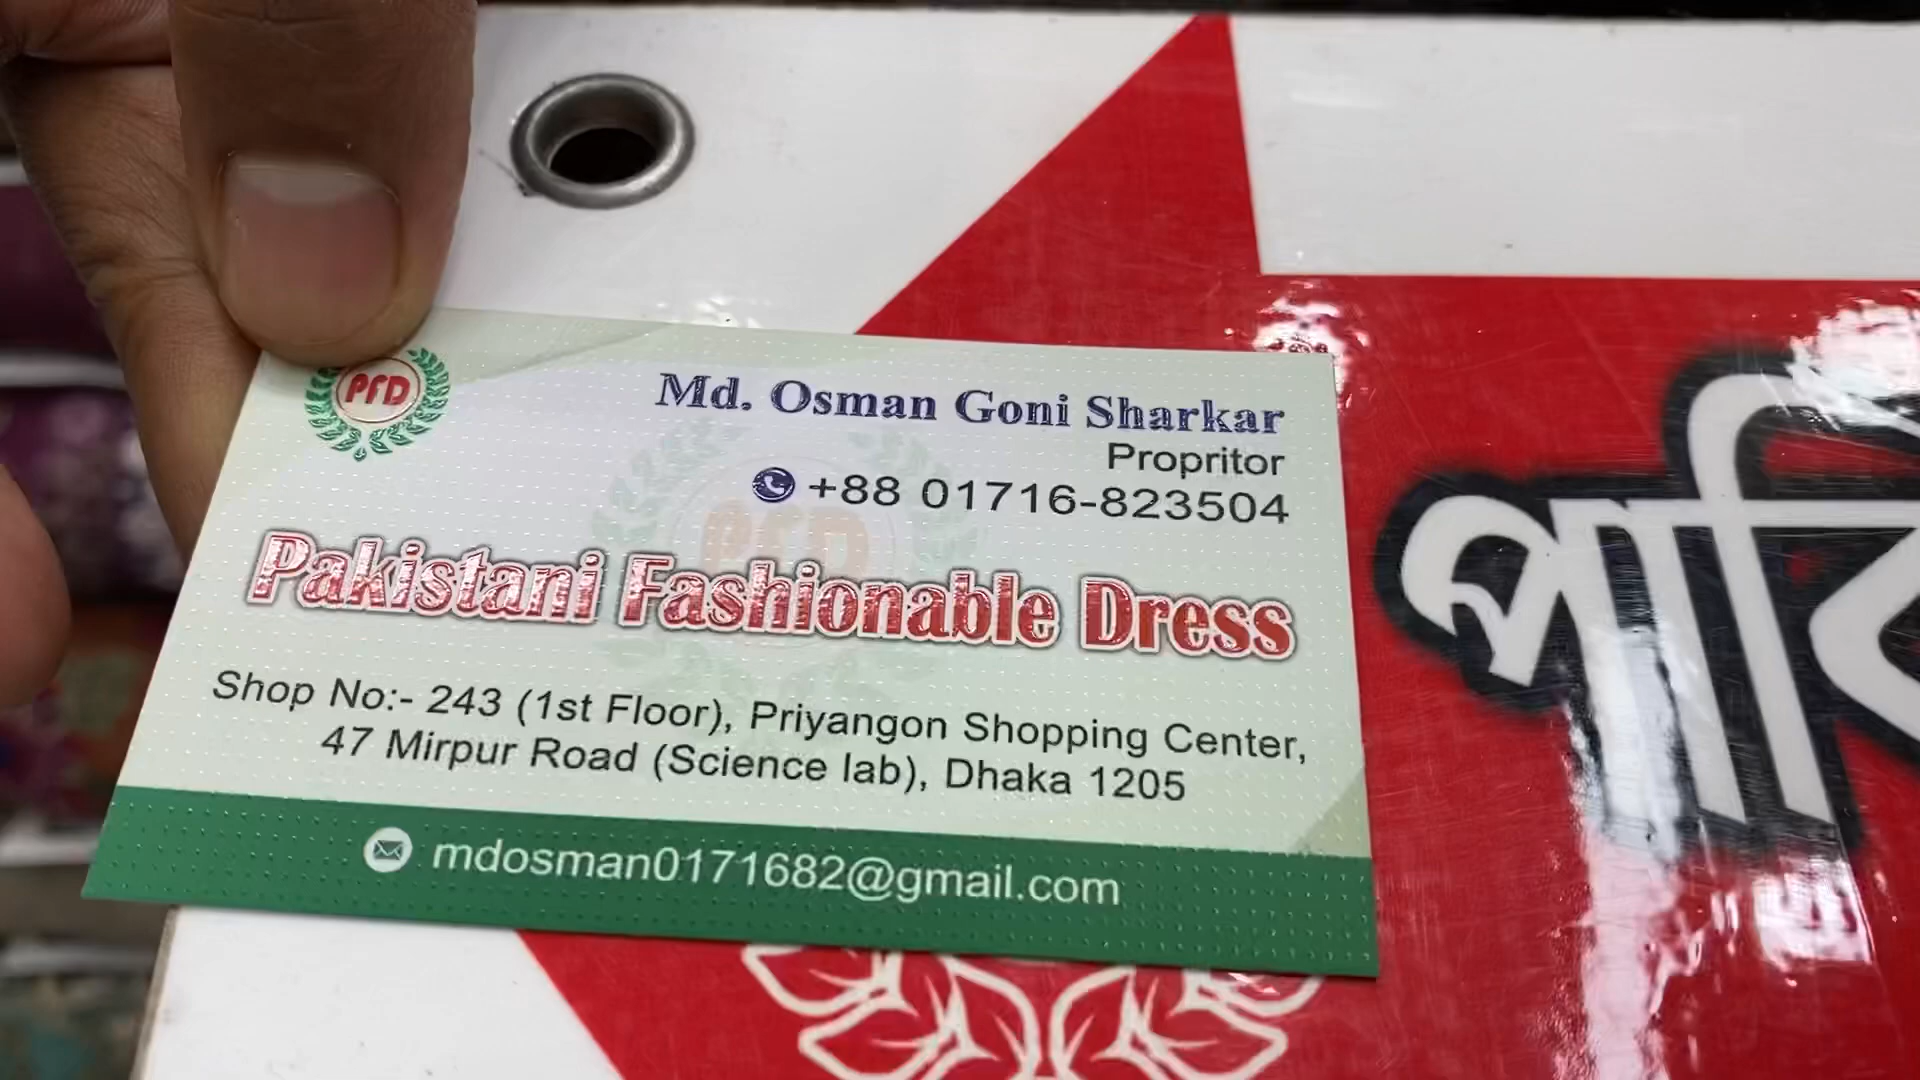 PFD
Md. Osman Goni Sharkar
Propritor
+88 01716-823504
PFD
Pakistani Fashionable Dress
Shop No:- 243 (1st Floor), Priyangon Shopping Center,
47 Mirpur Road (Science lab), Dhaka 1205
mdosman0171682@gmail.com